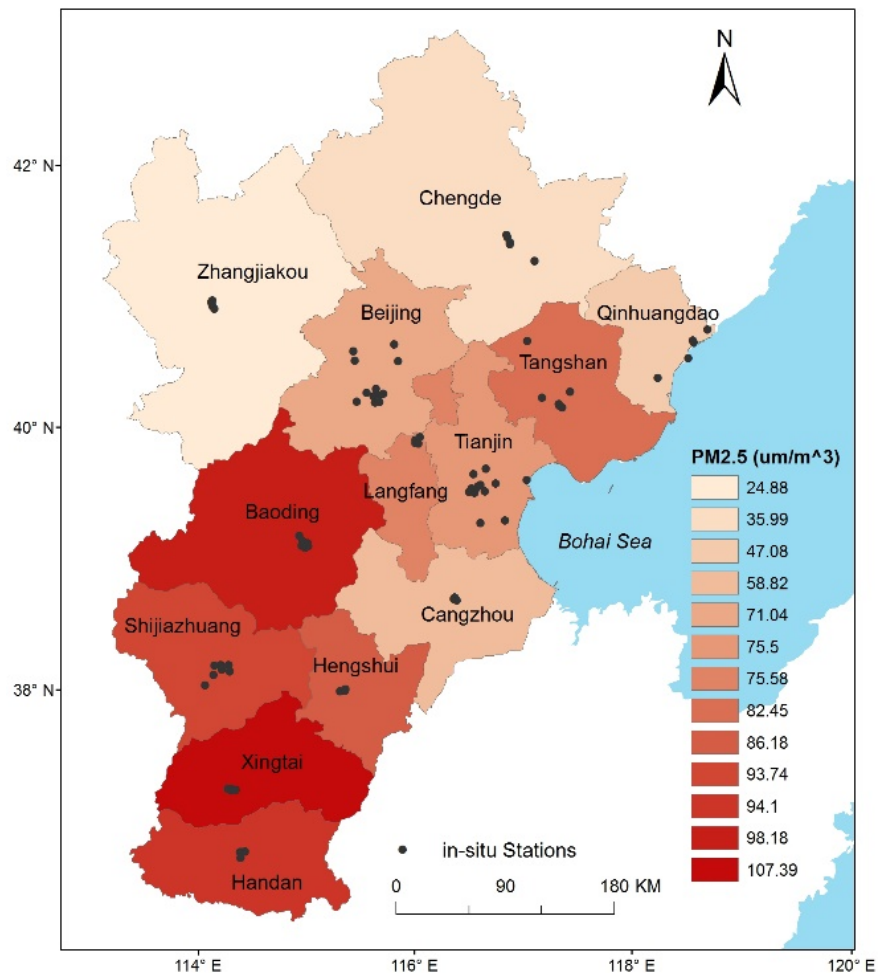 N
42° N
Chengde
Zhangjiakou
Beijing
Qinhuangdao
Tangshan
40° N
Tianjin
PM2.5 (um/m^3)
Langfang
24.88
Baoding
35.99
Bohai Sea
47.08
58.82
Cangzhou
71.04
Shijiazhuang
75.5
Hengshui
75.58
38° N
82.45
86.18
Xingtai
93.74
94.1
in-situ Stations
98.18
Handan
0 90 180 KM
107.39
114° E 116° E 118° E 120° E